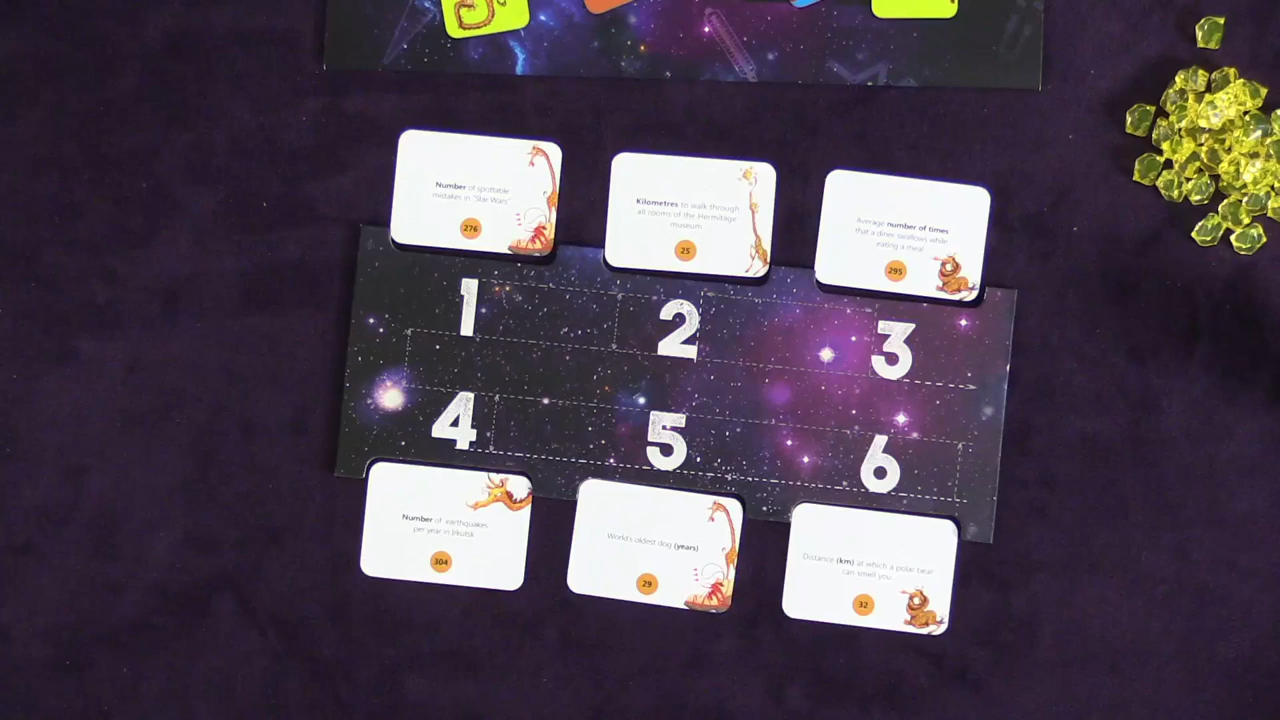 Number of spottable
mistakes in "Star Wars"
276
Kilometres to walk through
all rooms of the Hermitage
museum
25
Average number of times
that a diner swallows while
eating a meal
295
1
2
3
4
5
6
Number of earthquakes
per year in Irkutsk
304
World's oldest dog (years)
29
Distance (km) at which a polar bear
can smell you
32